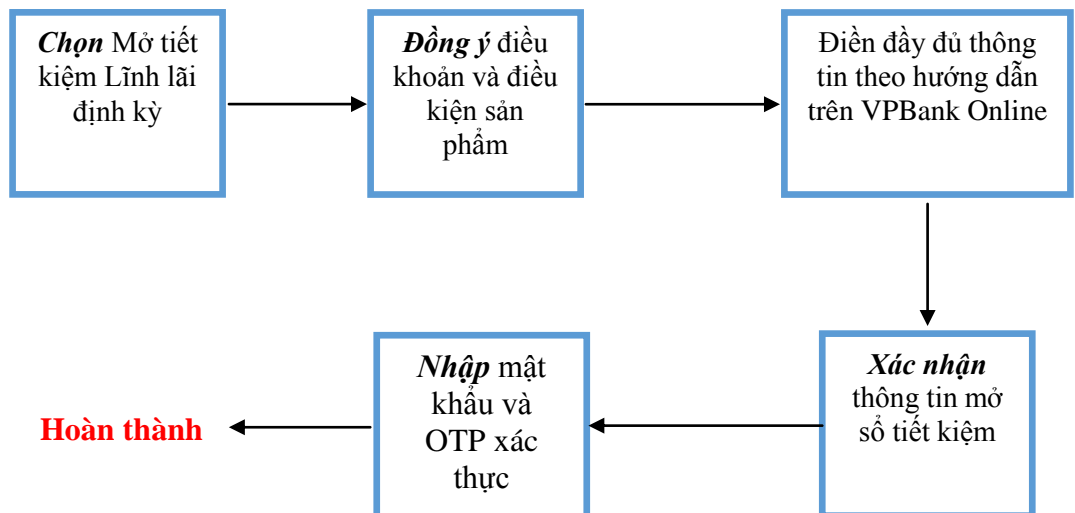 Chọn Mở tiết
kiệm Lĩnh lãi
định kỳ
Đồng ý điều
khoản và điều
kiện sản
phẩm
Điền đầy đủ thông
tin theo hướng dẫn
trên VPBank Online
Xác nhận
thông tin mở
sổ tiết kiệm
Nhập mật
khẩu và
OTP xác
thực
Hoàn thành